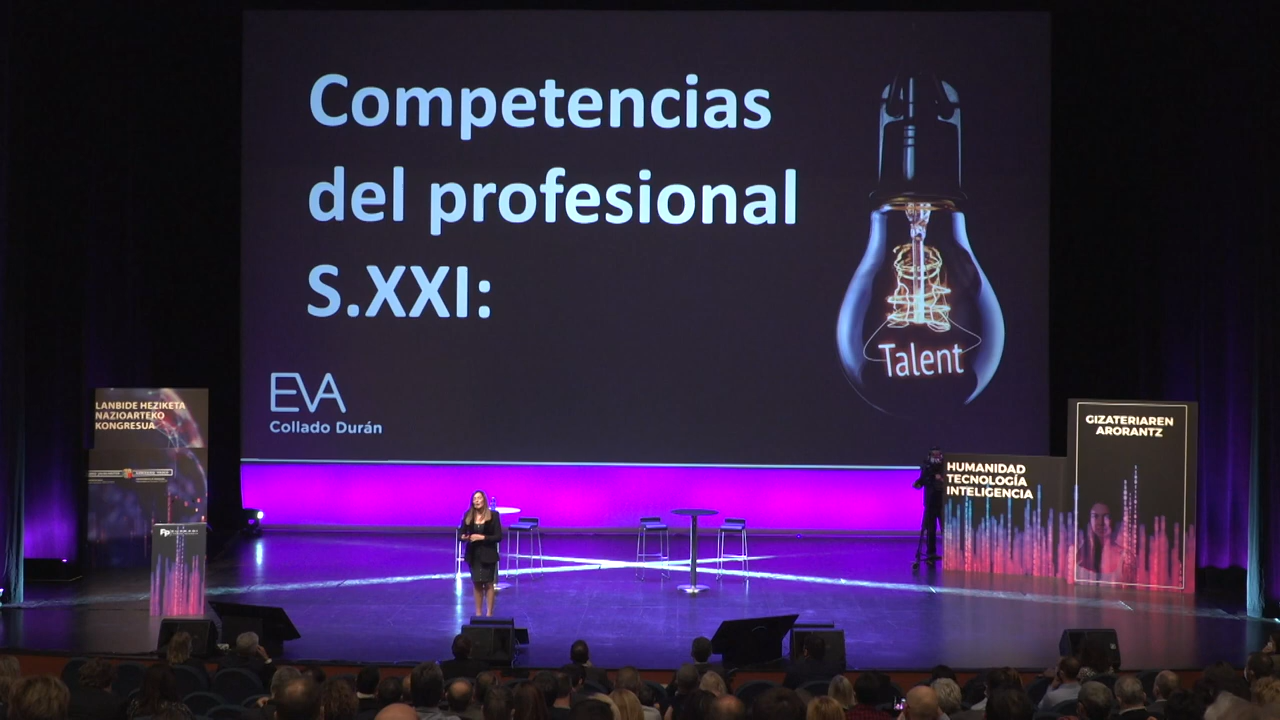 Competencias
del profesional
S.XXI:
Talent
EVA
Collado Durán
LANBIDE HEZIKETA
NAZIOARTEKO
KONGRESUA
GIZATERIAREN
ARORANTZ
HUMANIDAD
TECNOLOGÍA
INTELIGENCIA